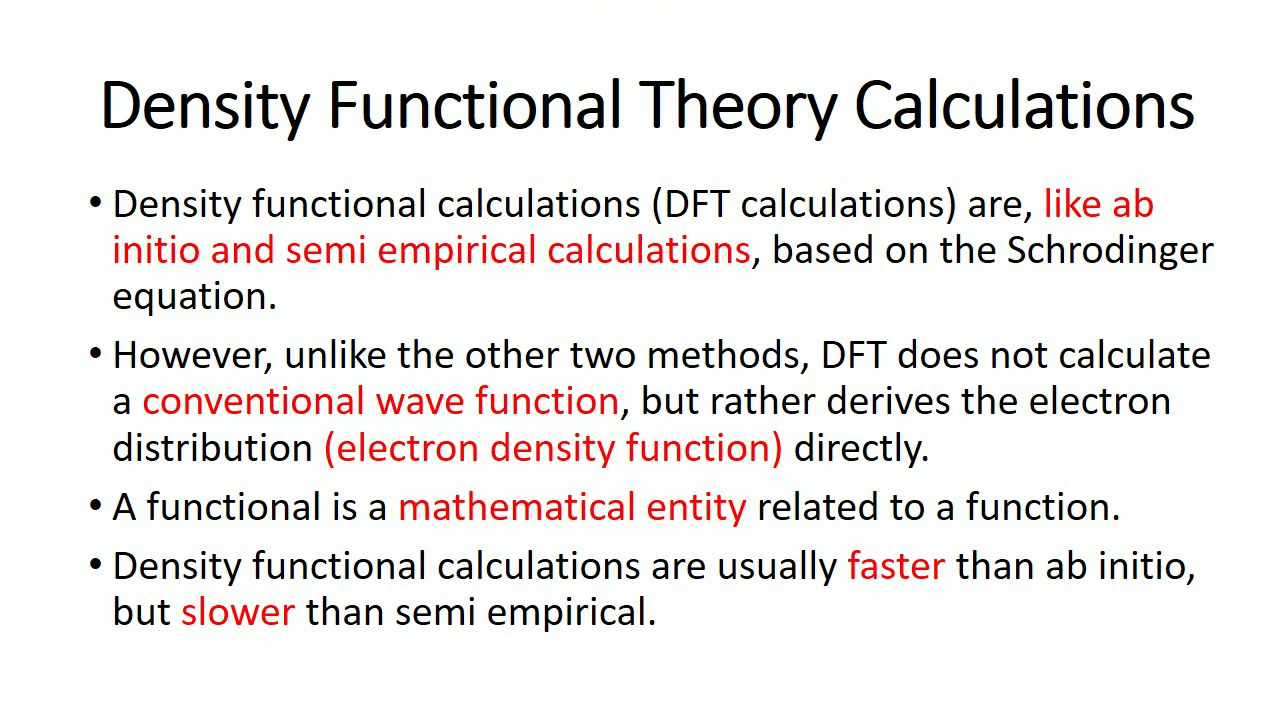 Density Functional Theory Calculations
• Density functional calculations (DFT calculations) are, like ab
initio and semi empirical calculations, based on the Schrodinger
equation.
• However, unlike the other two methods, DFT does not calculate
a conventional wave function, but rather derives the electron
distribution (electron density function) directly.
• A functional is a mathematical entity related to a function.
• Density functional calculations are usually faster than ab initio,
but slower than semi empirical.